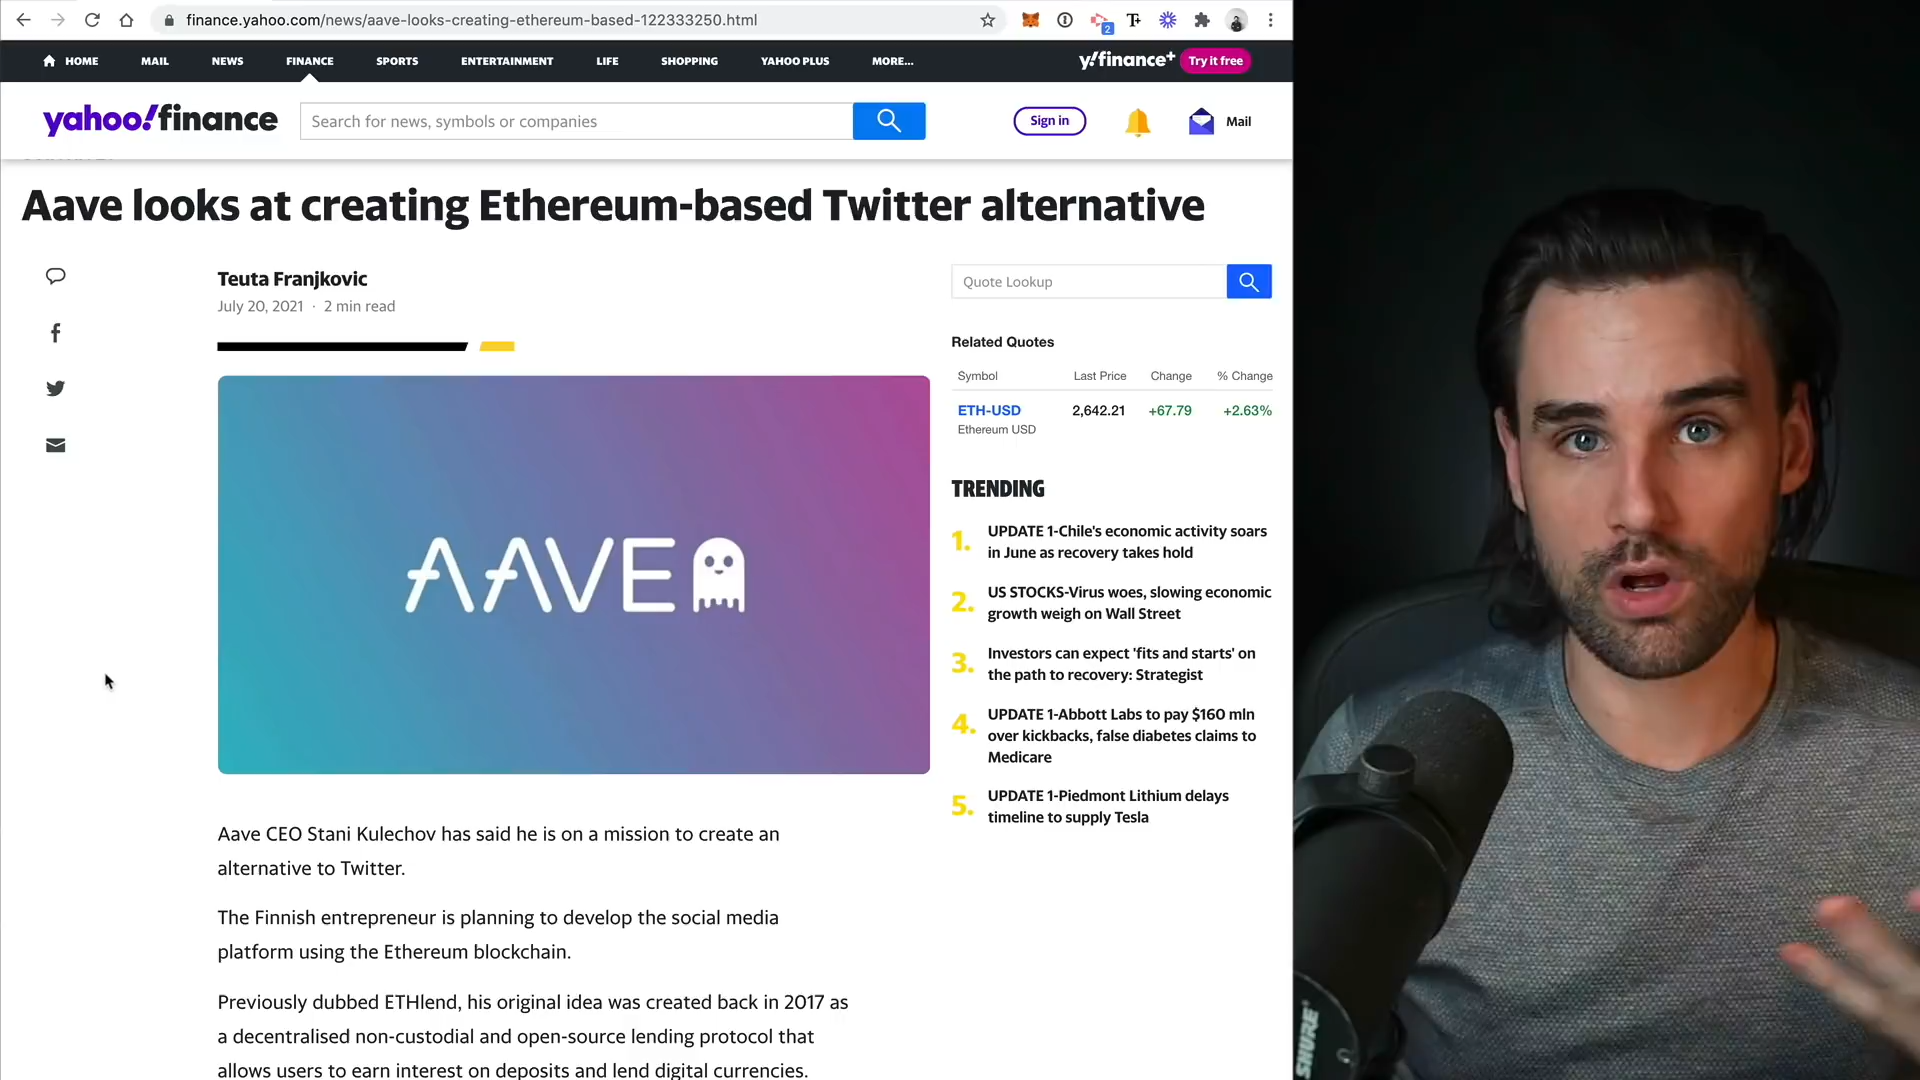 finance.yahoo.com/news/aave-looks-creating-ethereum-based-122333250.html
2
HOME MAIL NEWS FINANCE SPORTS ENTERTAINMENT LIFE SHOPPING YAHOO PLUS MORE...
y!finance+ Try it free
yahoo!finance
Search for news, symbols or companies
Sign in
Mail
Aave looks at creating Ethereum-based Twitter alternative
Teuta Franjkovic
July 20, 2021 · 2 min read
AAVE
Aave CEO Stani Kulechov has said he is on a mission to create an
alternative to Twitter.
The Finnish entrepreneur is planning to develop the social media
platform using the Ethereum blockchain.
Previously dubbed ETHlend, his original idea was created back in 2017 as
a decentralised non-custodial and open-source lending protocol that
allows users to earn interest on deposits and lend digital currencies.
Quote Lookup
Related Quotes
Symbol Last Price Change % Change
ETH-USD 2,642.21 +67.79 +2.63%
Ethereum USD
TRENDING
1. UPDATE 1-Chile's economic activity soars
in June as recovery takes hold
2. US STOCKS-Virus woes, slowing economic
growth weigh on Wall Street
3. Investors can expect 'fits and starts' on
the path to recovery: Strategist
4. UPDATE 1-Abbott Labs to pay $160 mln
over kickbacks, false diabetes claims to
Medicare
5. UPDATE 1-Piedmont Lithium delays
timeline to supply Tesla
SHURE